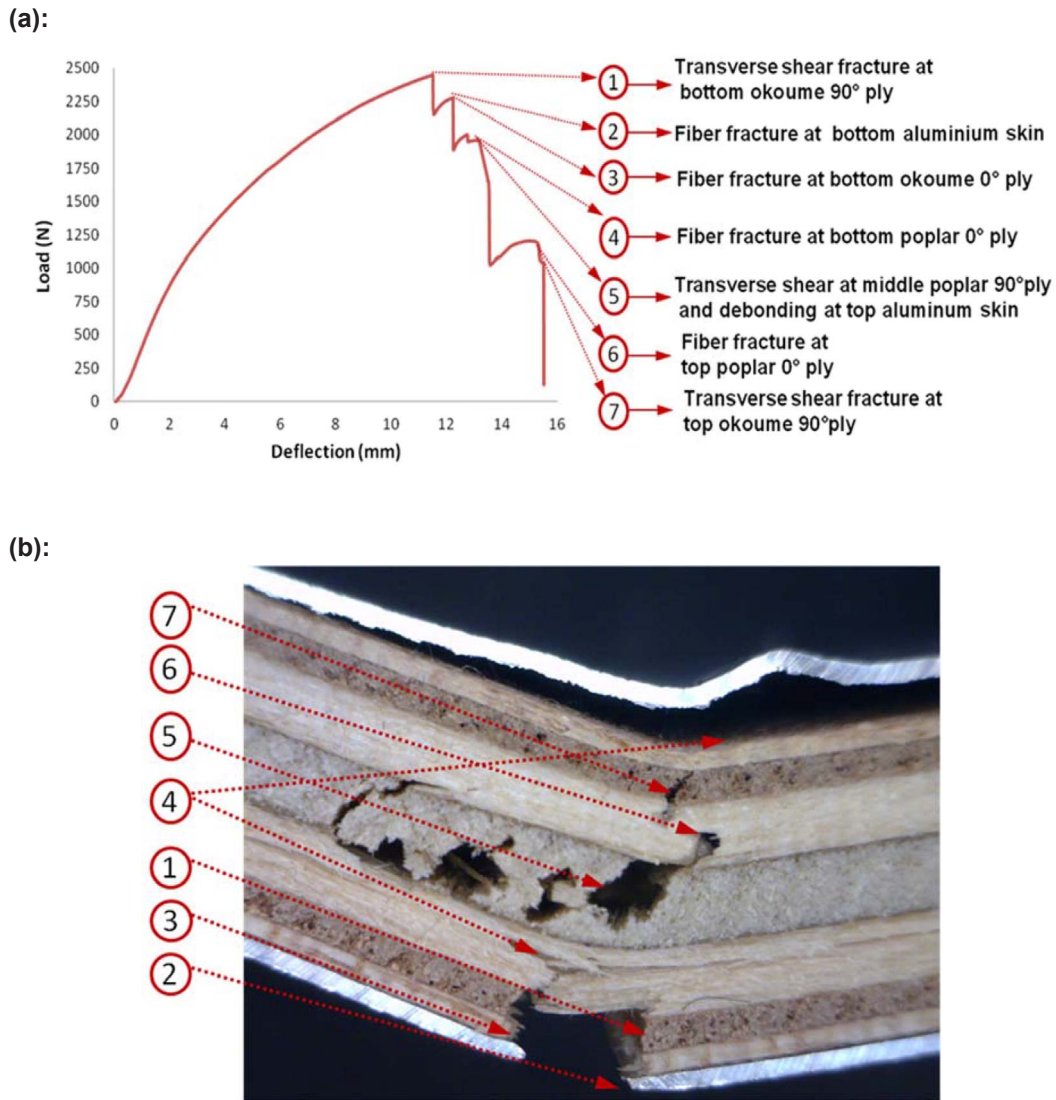 (a):
2500
2250
2000
1750
1500
1250
1000
750
500
250
0
Load (N)
0 2 4 6 8 10 12 14 16
Deflection (mm)
1 Transverse shear fracture at
bottom okoume 90° ply
2 Fiber fracture at bottom aluminium skin
3 Fiber fracture at bottom okoume 0° ply
4 Fiber fracture at bottom poplar 0° ply
5 Transverse shear at middle poplar 90°ply
and debonding at top aluminum skin
6 Fiber fracture at
top poplar 0° ply
7 Transverse shear fracture at
top okoume 90°ply
(b):
7
6
5
4
1
3
2